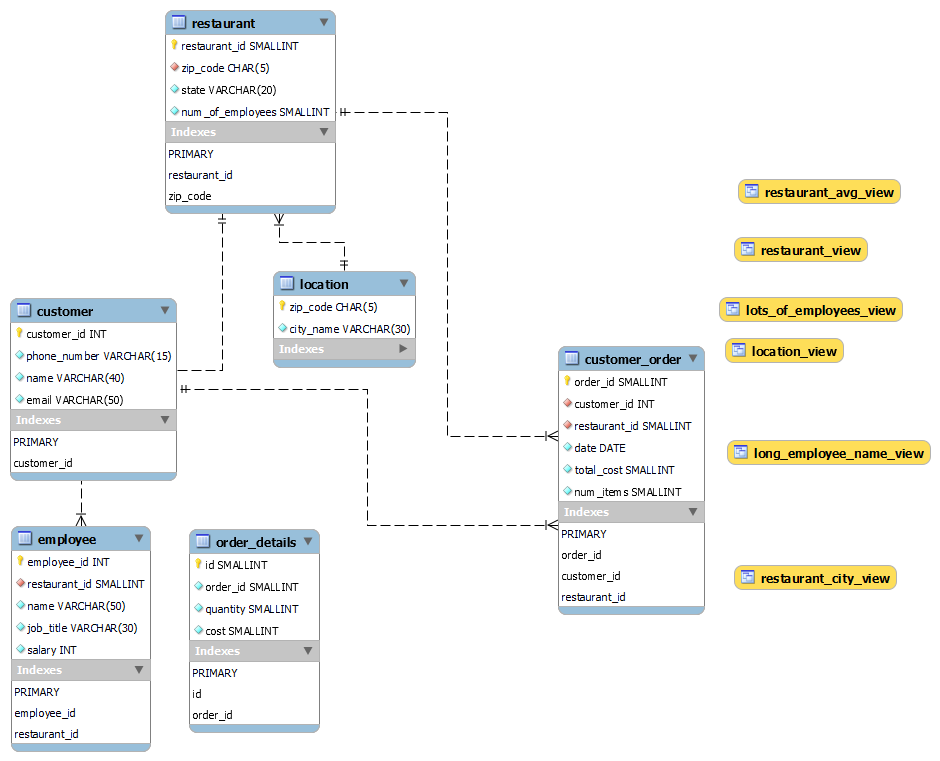 restaurant
restaurant_id SMALLINT
zip_code CHAR(5)
state VARCHAR(20)
num_of_employees SMALLINT
Indexes
PRIMARY
restaurant_id
zip_code
location
zip_code CHAR(5)
city_name VARCHAR(30)
Indexes
customer
customer_id INT
phone_number VARCHAR(15)
name VARCHAR(40)
email VARCHAR(50)
Indexes
PRIMARY
customer_id
employee
employee_id INT
restaurant_id SMALLINT
name VARCHAR(50)
job_title VARCHAR(30)
salary INT
Indexes
PRIMARY
employee_id
restaurant_id
order_details
id SMALLINT
order_id SMALLINT
quantity SMALLINT
cost SMALLINT
Indexes
PRIMARY
id
order_id
customer_order
order_id SMALLINT
customer_id INT
restaurant_id SMALLINT
date DATE
total_cost SMALLINT
num_items SMALLINT
Indexes
PRIMARY
order_id
customer_id
restaurant_id
restaurant_avg_view
restaurant_view
lots_of_employees_view
location_view
long_employee_name_view
restaurant_city_view